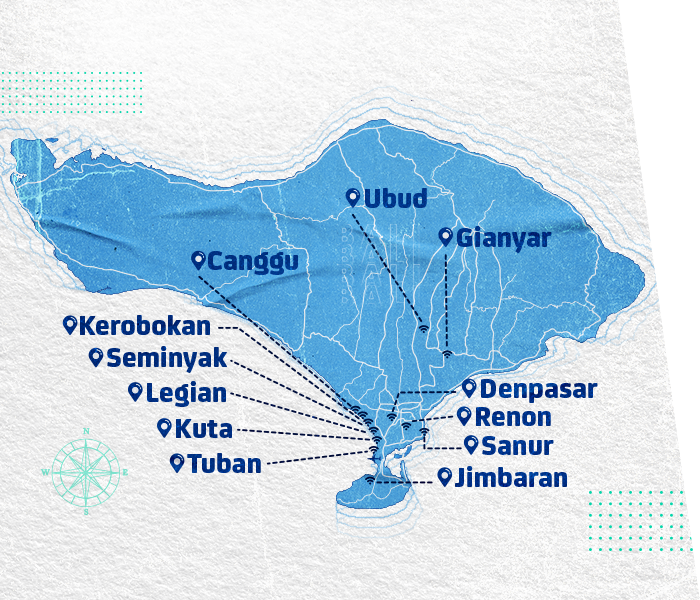 Ubud
Gianyar
Canggu
Kerobokan
Seminyak
Legian
Kuta
Tuban
Denpasar
Renon
Sanur
Jimbaran
N
W
E
S